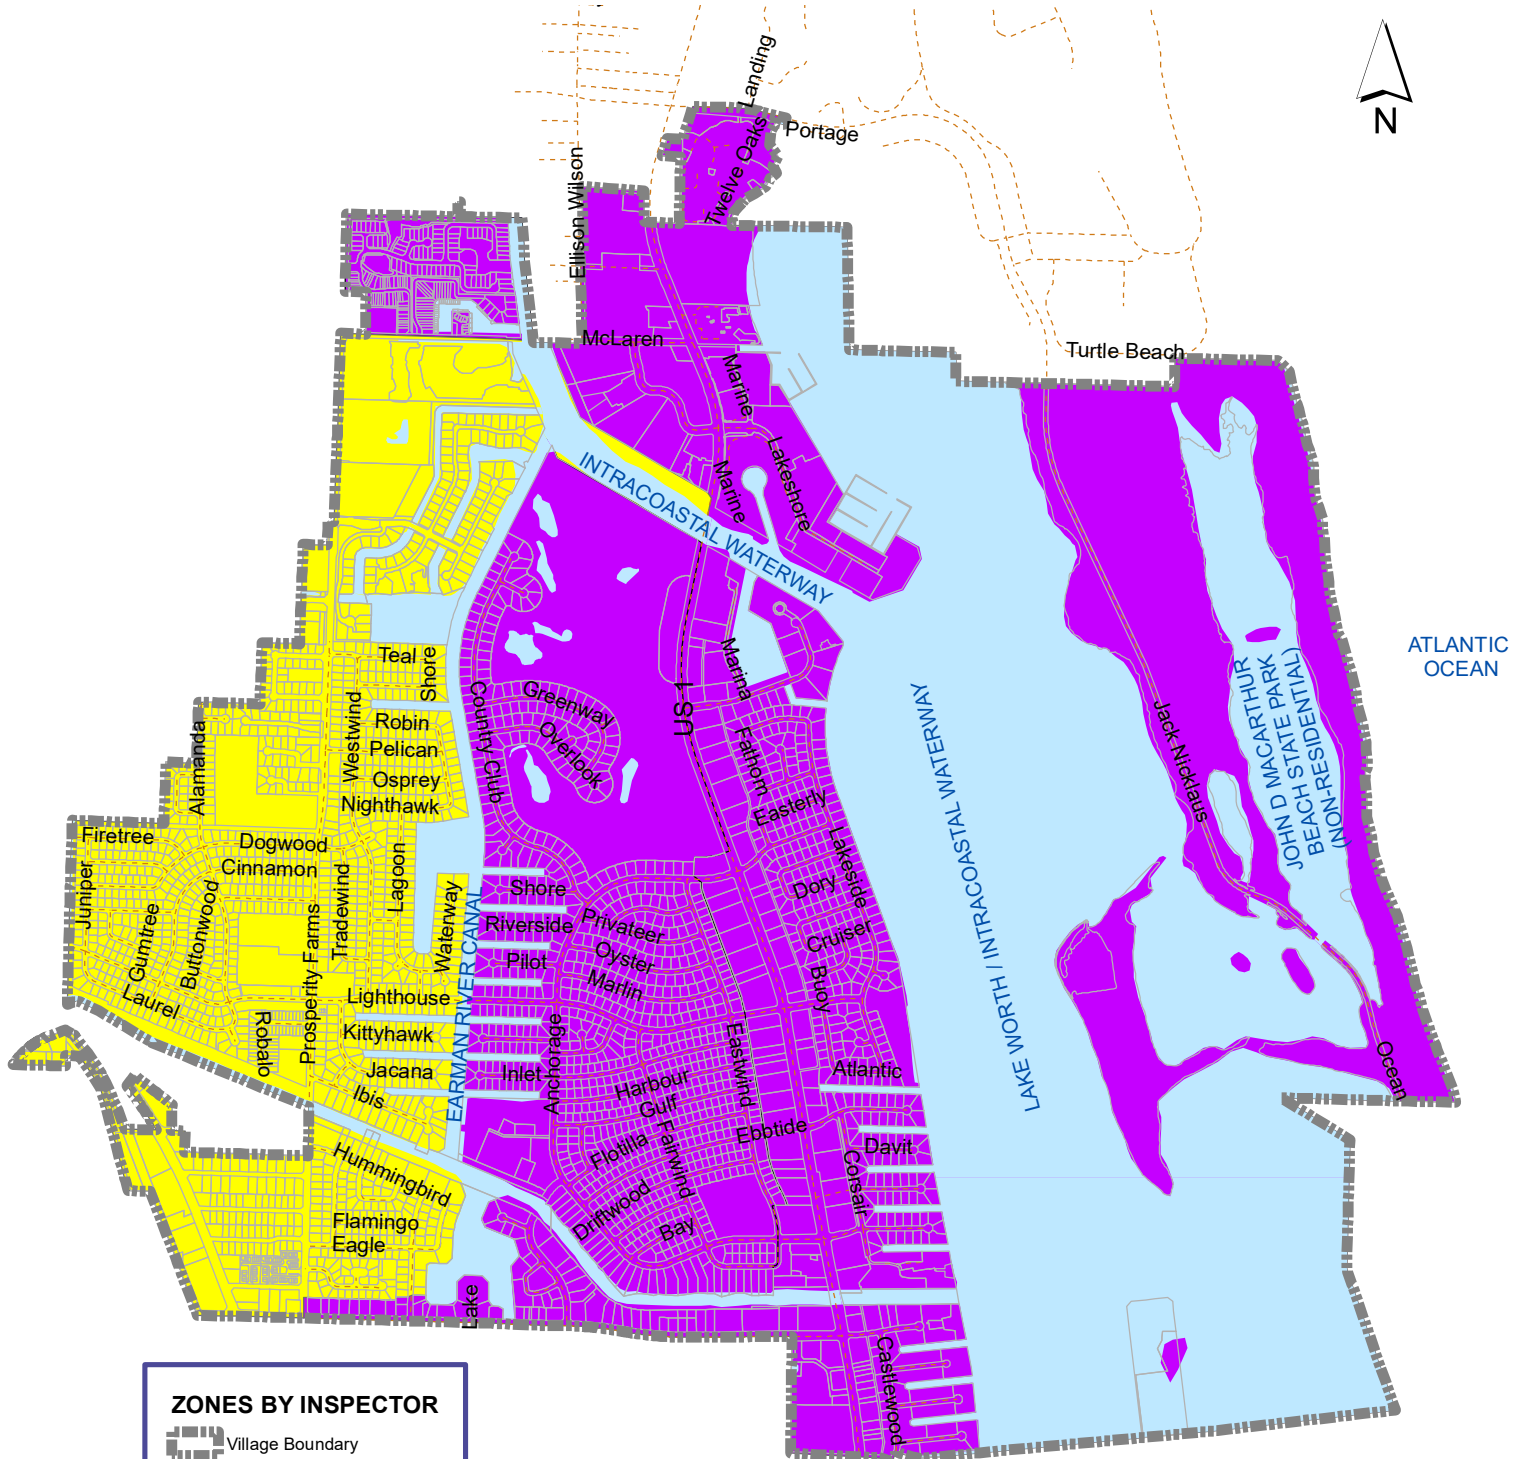 Landing
Portage
Twelve Oaks
N
Ellison Wilson
McLaren
Turtle Beach
Marine
Lakeshore
Marine
INTRACOASTAL WATERWAY
ATLANTIC
OCEAN
JOHN D MACARTHUR
BEACH STATE PARK
(NON-RESIDENTIAL)
Teal
Shore
Marina
Country Club
Greenway
US 1
LAKE WORTH / INTRACOASTAL WATERWAY
Jack Nicklaus
Westwind
Robin
Alamanda
Overlook
Fathom
Pelican
Osprey
Nighthawk
Easterly
Firetree
Dogwood
Cinnamon
Lakeside
Juniper
Lagoon
Shore
Dory
Gumtree
Buttonwood
Tradewind
Waterway
Riverside
Privateer
Cruiser
Prosperity Farms
Pilot
Oyster
Marlin
Buoy
Laurel
Lighthouse
EARMAN RIVER CANAL
Robalo
Kittyhawk
Anchorage
Eastwind
Jacana
Inlet
Harbour
Atlantic
Ocean
Ibis
Gulf
Ebbtide
Flotilla
Fairwind
Davit
Hummingbird
Corsair
Driftwood
Flamingo
Bay
Eagle
Lake
Castlewood
ZONES BY INSPECTOR
Village Boundary